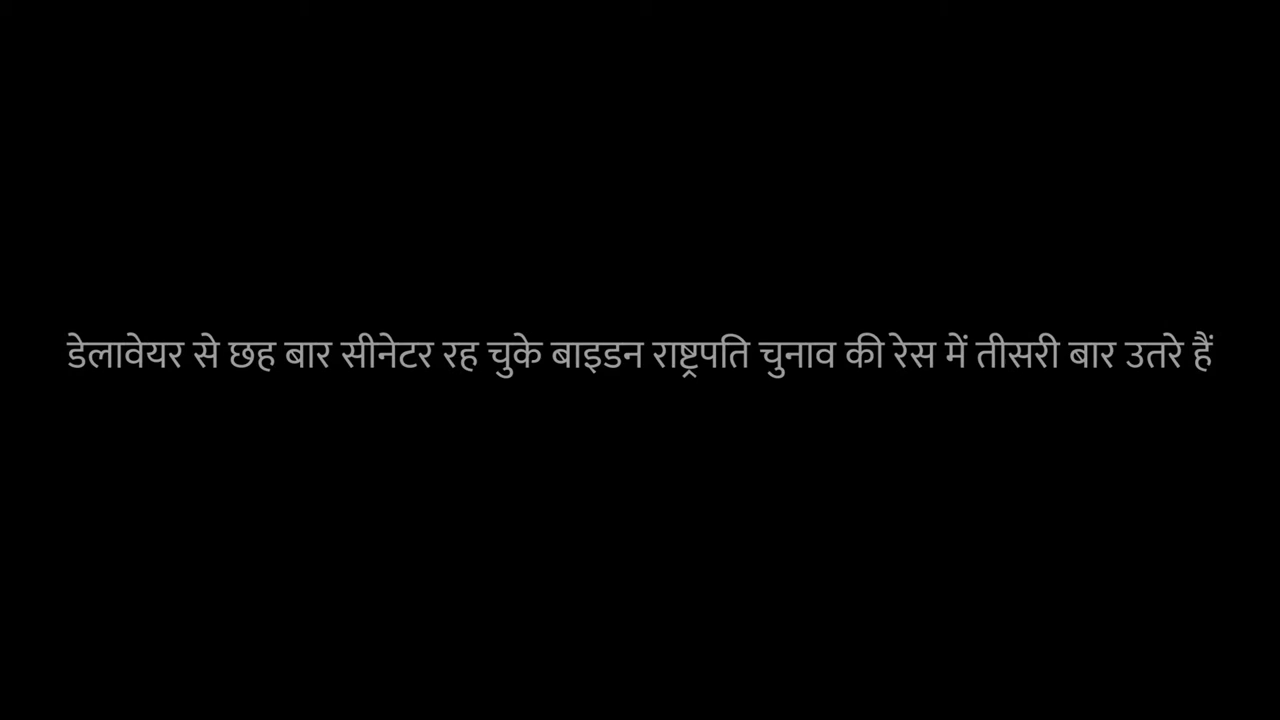 डेलावेयर से छह बार सीनेटर रह चुके बाइडन राष्ट्रपति चुनाव की रेस में तीसरी बार उतरे हैं